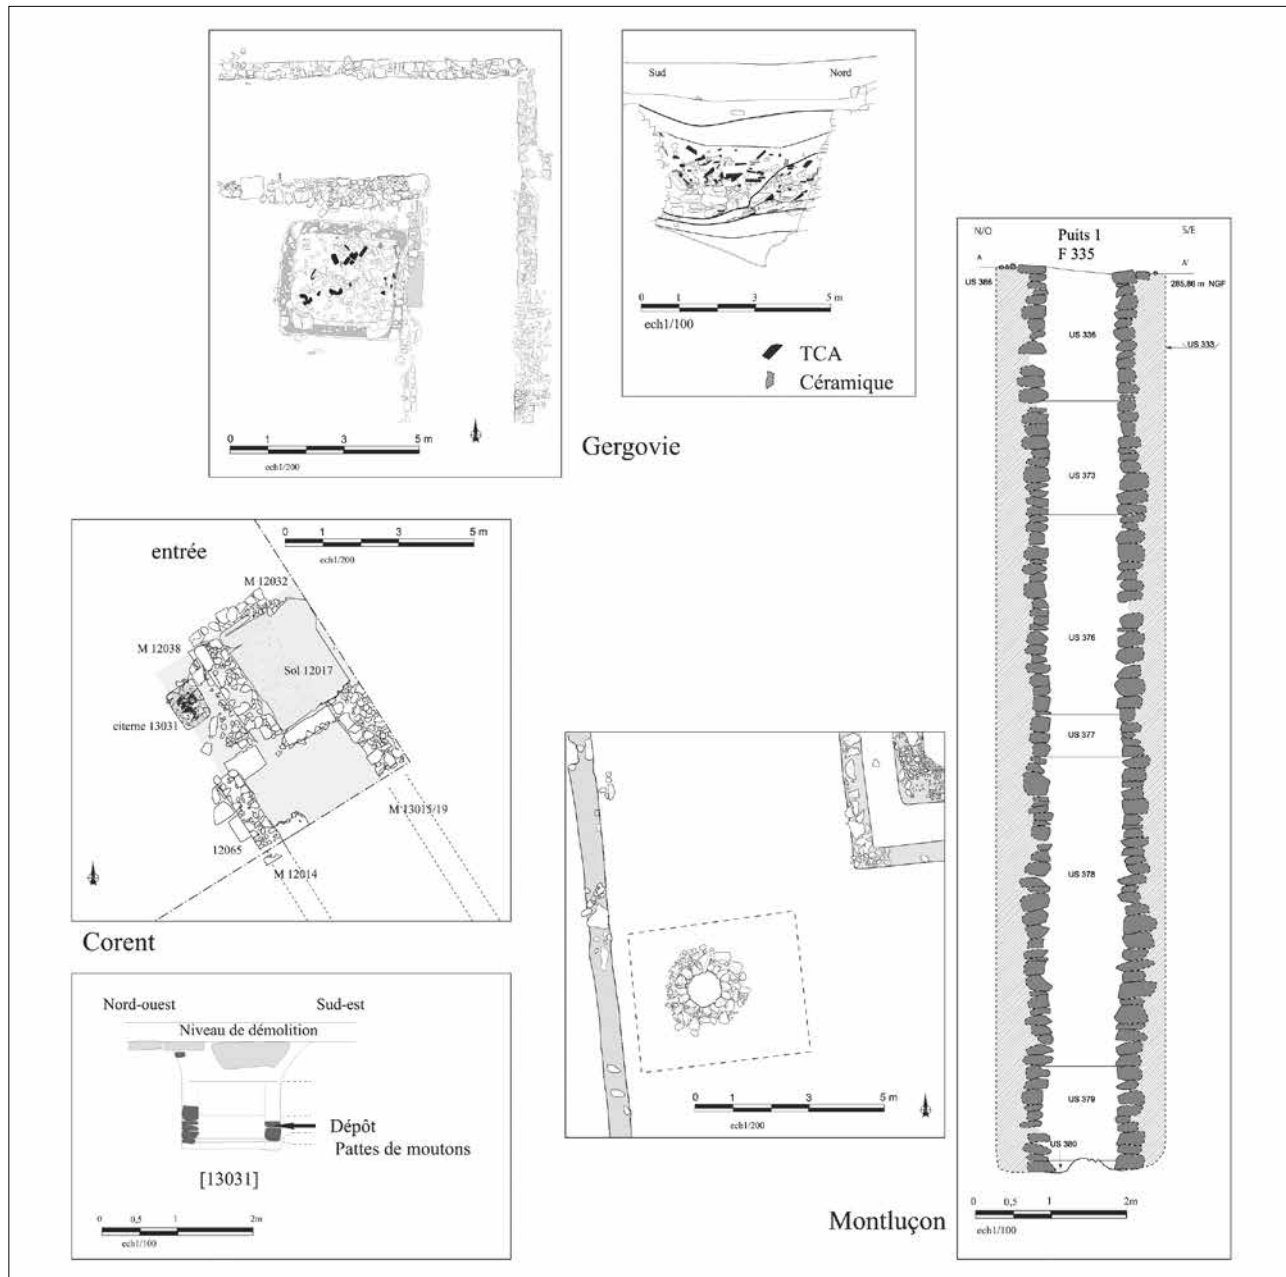 0 1 3 5 m
ech1/200
Sud Nord
0 1 3 5 m
ech1/100
TCA
Céramique
Gergovie
entrée
0 1 3 5 m
ech1/200
M 12032
M 12038
Sol 12017
citerne 13031
M 13015/19
12065
M 12014
Corent
Nord-ouest Sud-est
Niveau de démolition
Dépôt
Pattes de moutons
[13031]
0 0,5 1 2m
ech1/100
0 1 3 5 m
ech1/200
Montluçon
N/O S/E
Puits 1
F 335
A A'
US 386 285,86 m NGF
US 336
US 333
US 373
US 376
US 377
US 378
US 379
US 380
0 0,5 1 2m
ech1/100